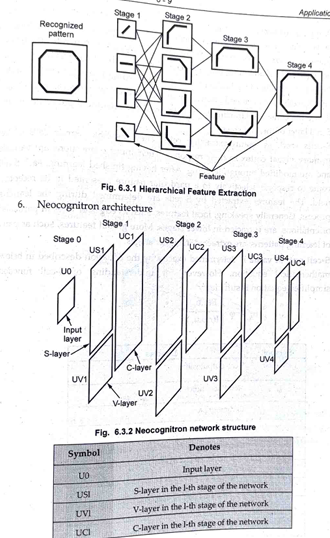 Applicatio
Recognized
pattern
Stage 1
Stage 2
Stage 3
Stage 4
Feature
Fig. 6.3.1 Hierarchical Feature Extraction
6. Neocognitron architecture
Stage 0
Stage 1
Stage 2
Stage 3
Stage 4
U0
US1
UC1
US2
UC2
US3
UC3
US4
UC4
Input
layer
S-layer
C-layer
UV1
V-layer
UV2
UV3
UV4
Fig. 6.3.2 Neocognitron network structure
Symbol Denotes
U0 Input layer
USl S-layer in the l-th stage of the network
UVl V-layer in the l-th stage of the network
UCl C-layer in the l-th stage of the network